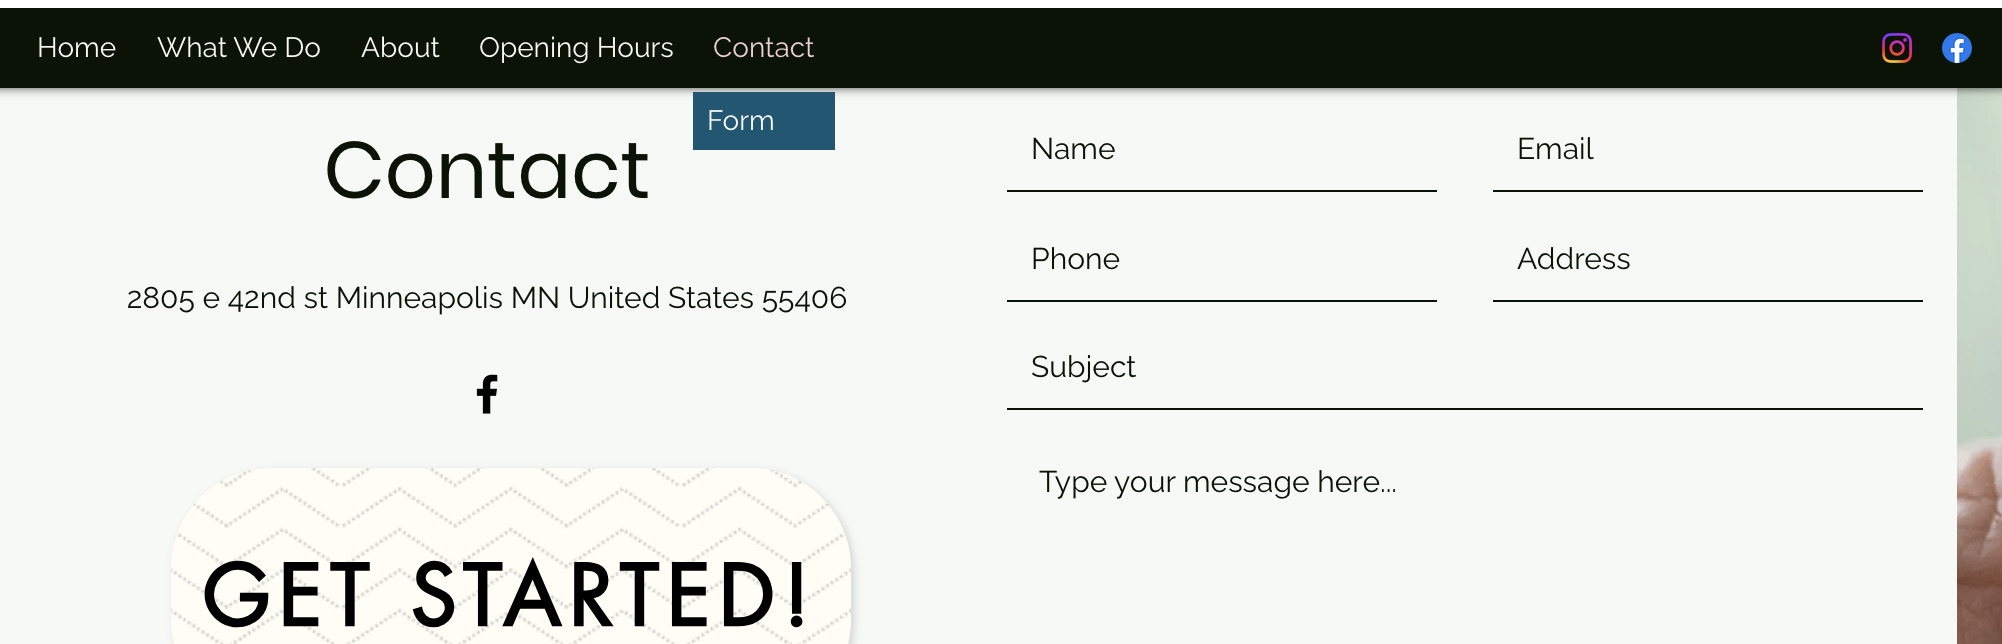 Home What We Do About Opening Hours Contact
Form
Contact
2805 e 42nd st Minneapolis MN United States 55406
GET STARTED!
Name Email
Phone Address
Subject
Type your message here...